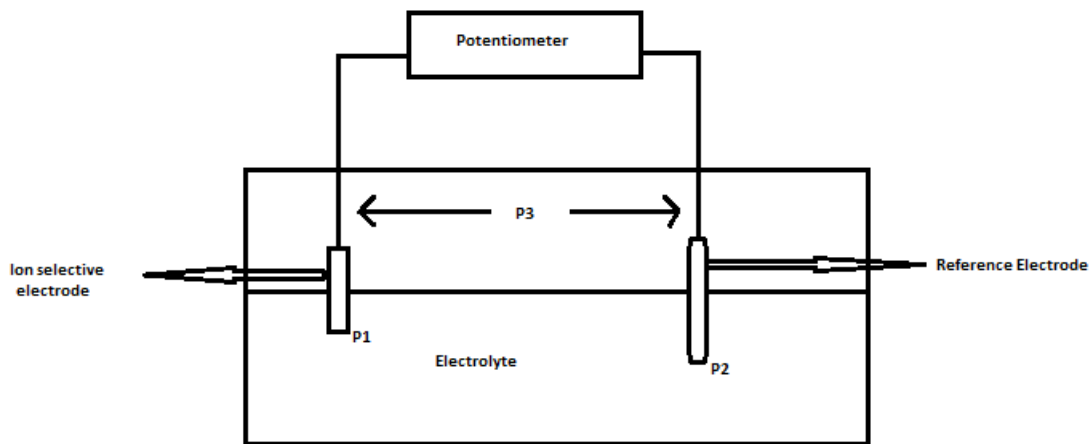 Potentiometer
P3
Ion selective
electrode
Reference Electrode
P1
Electrolyte
P2